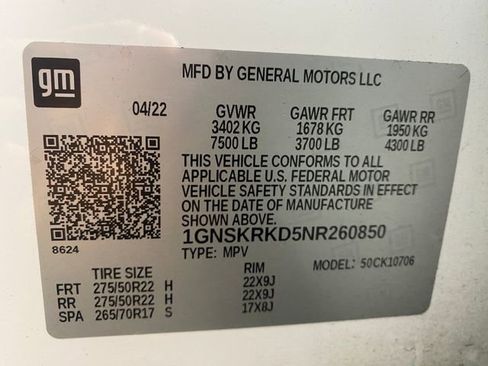 gm
MFD BY GENERAL MOTORS LLC
04/22 GVWR GAWR FRT GAWR RR
3402 KG 1678 KG 1950 KG
7500 LB 3700 LB 4300 LB
THIS VEHICLE CONFORMS TO ALL
APPLICABLE U.S. FEDERAL MOTOR
VEHICLE SAFETY STANDARDS IN EFFECT
ON THE DATE OF MANUFACTURE
SHOWN ABOVE.
1GNSKRKD5NR260850
8624
TYPE: MPV MODEL: 50CK10706
TIRE SIZE RIM
FRT 275/50R22 H 22X9J
RR 275/50R22 H 22X9J
SPA 265/70R17 S 17X8J